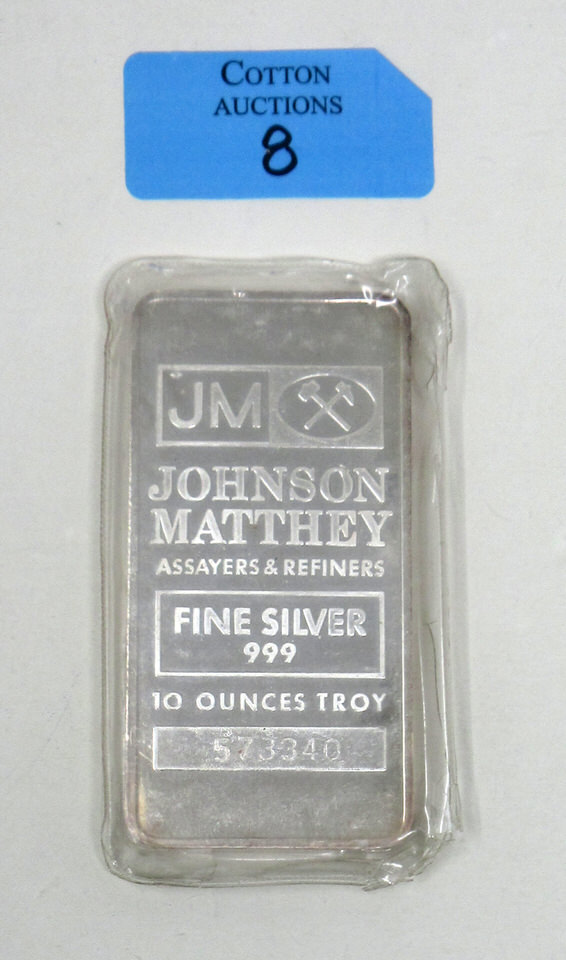 COTTON
AUCTIONS
8
JM
JOHNSON
MATTHEY
ASSAYERS & REFINERS
FINE SILVER
999
10 OUNCES TROY
573340